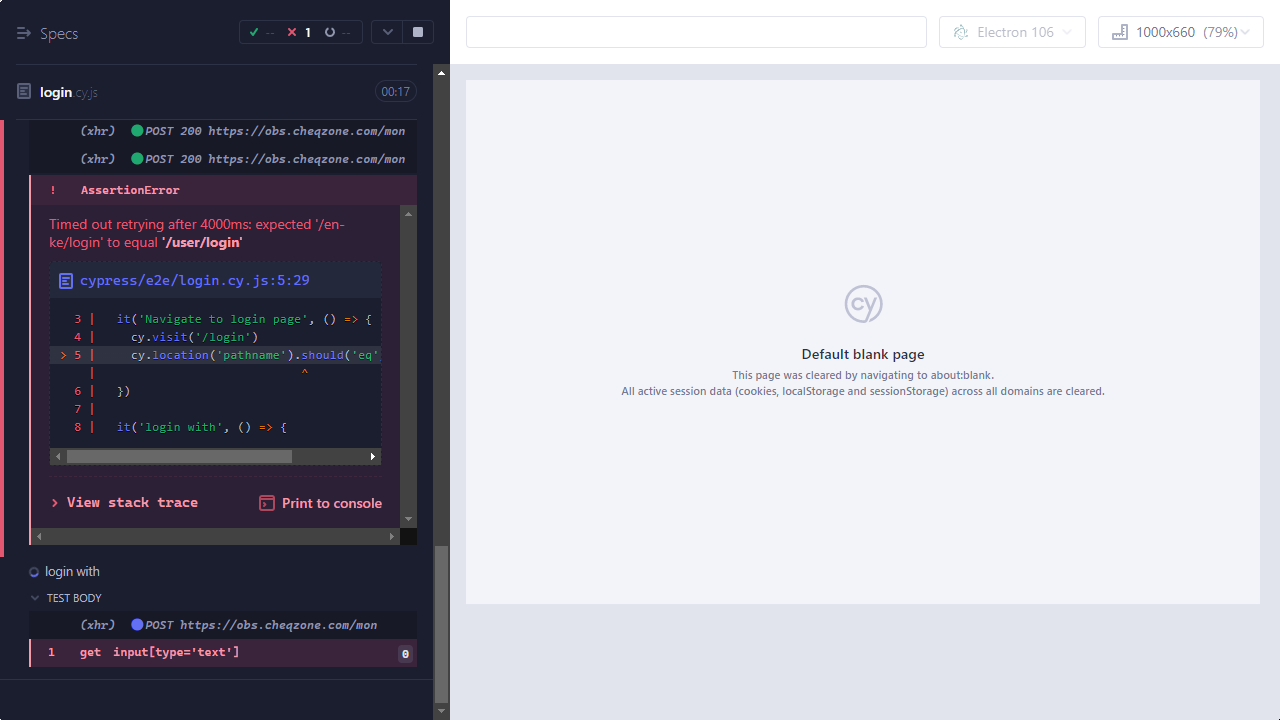 Specs
-- 1 --
Electron 106
1000x660 (79%)
login.cy.js
00:17
(xhr) POST 200 https://obs.cheqzone.com/mon
(xhr) POST 200 https://obs.cheqzone.com/mon
! AssertionError
Timed out retrying after 4000ms: expected '/en-
ke/login' to equal '/user/login'
cypress/e2e/login.cy.js:5:29
3 | it('Navigate to login page', () => {
4 | cy.visit('/login')
> 5 | cy.location('pathname').should('eq'
| ^
6 | })
7 |
8 | it('login with', () => {
View stack trace
Print to console
login with
TEST BODY
(xhr) POST https://obs.cheqzone.com/mon
1 get input[type='text'] 0
cy
Default blank page
This page was cleared by navigating to about:blank.
All active session data (cookies, localStorage and sessionStorage) across all domains are cleared.